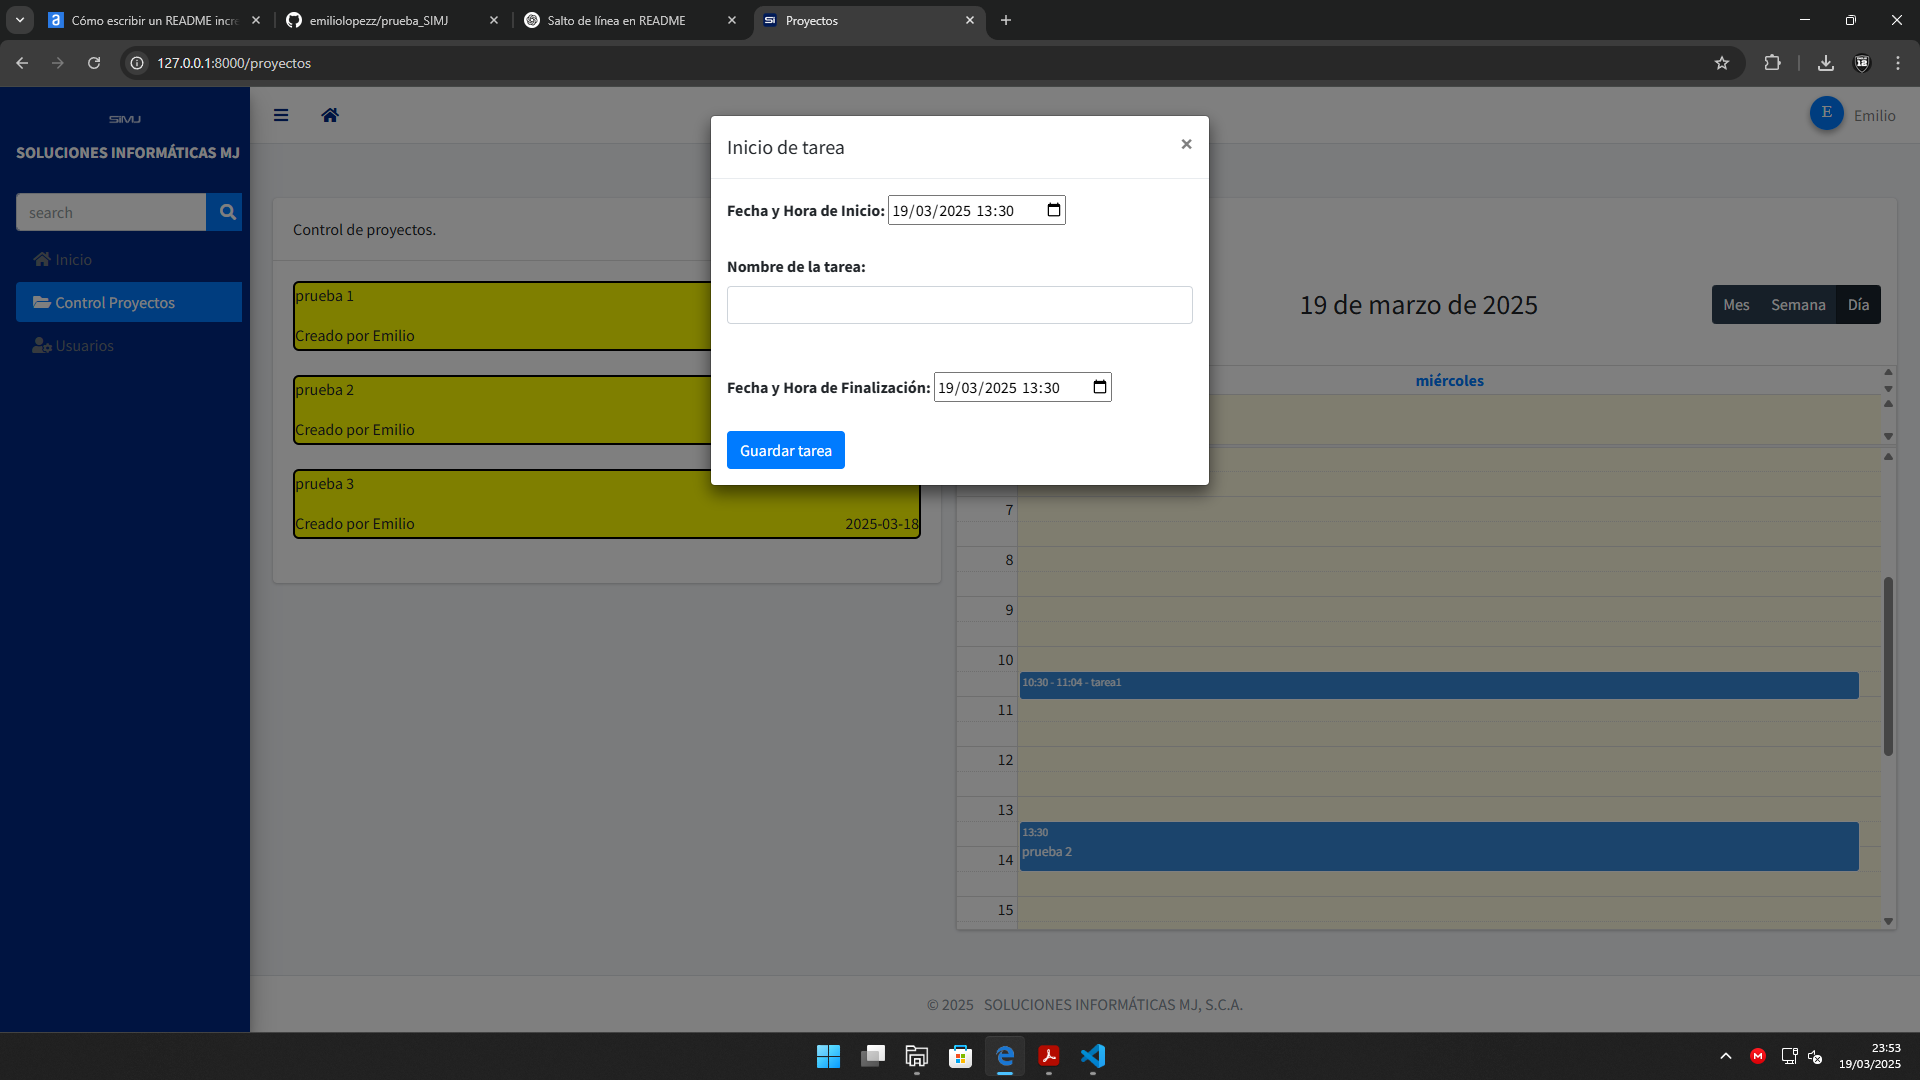 Cómo escribir un README incre
emiliolopezz/prueba_SIMJ
Salto de línea en README
Proyectos
127.0.0.1:8000/proyectos
SIMJ
SOLUCIONES INFORMÁTICAS MJ
search
Inicio
Control Proyectos
Usuarios
E
Emilio
Control de proyectos.
prueba 1
Creado por Emilio
prueba 2
Creado por Emilio
prueba 3
Creado por Emilio
2025-03-18
Inicio de tarea
×
Fecha y Hora de Inicio: 19/03/2025 13:30
Nombre de la tarea:
Fecha y Hora de Finalización: 19/03/2025 13:30
Guardar tarea
19 de marzo de 2025
Mes Semana Día
miércoles
7
8
9
10
10:30 - 11:04 - tarea1
11
12
13
13:30
prueba 2
14
15
© 2025 SOLUCIONES INFORMÁTICAS MJ, S.C.A.
23:53
19/03/2025